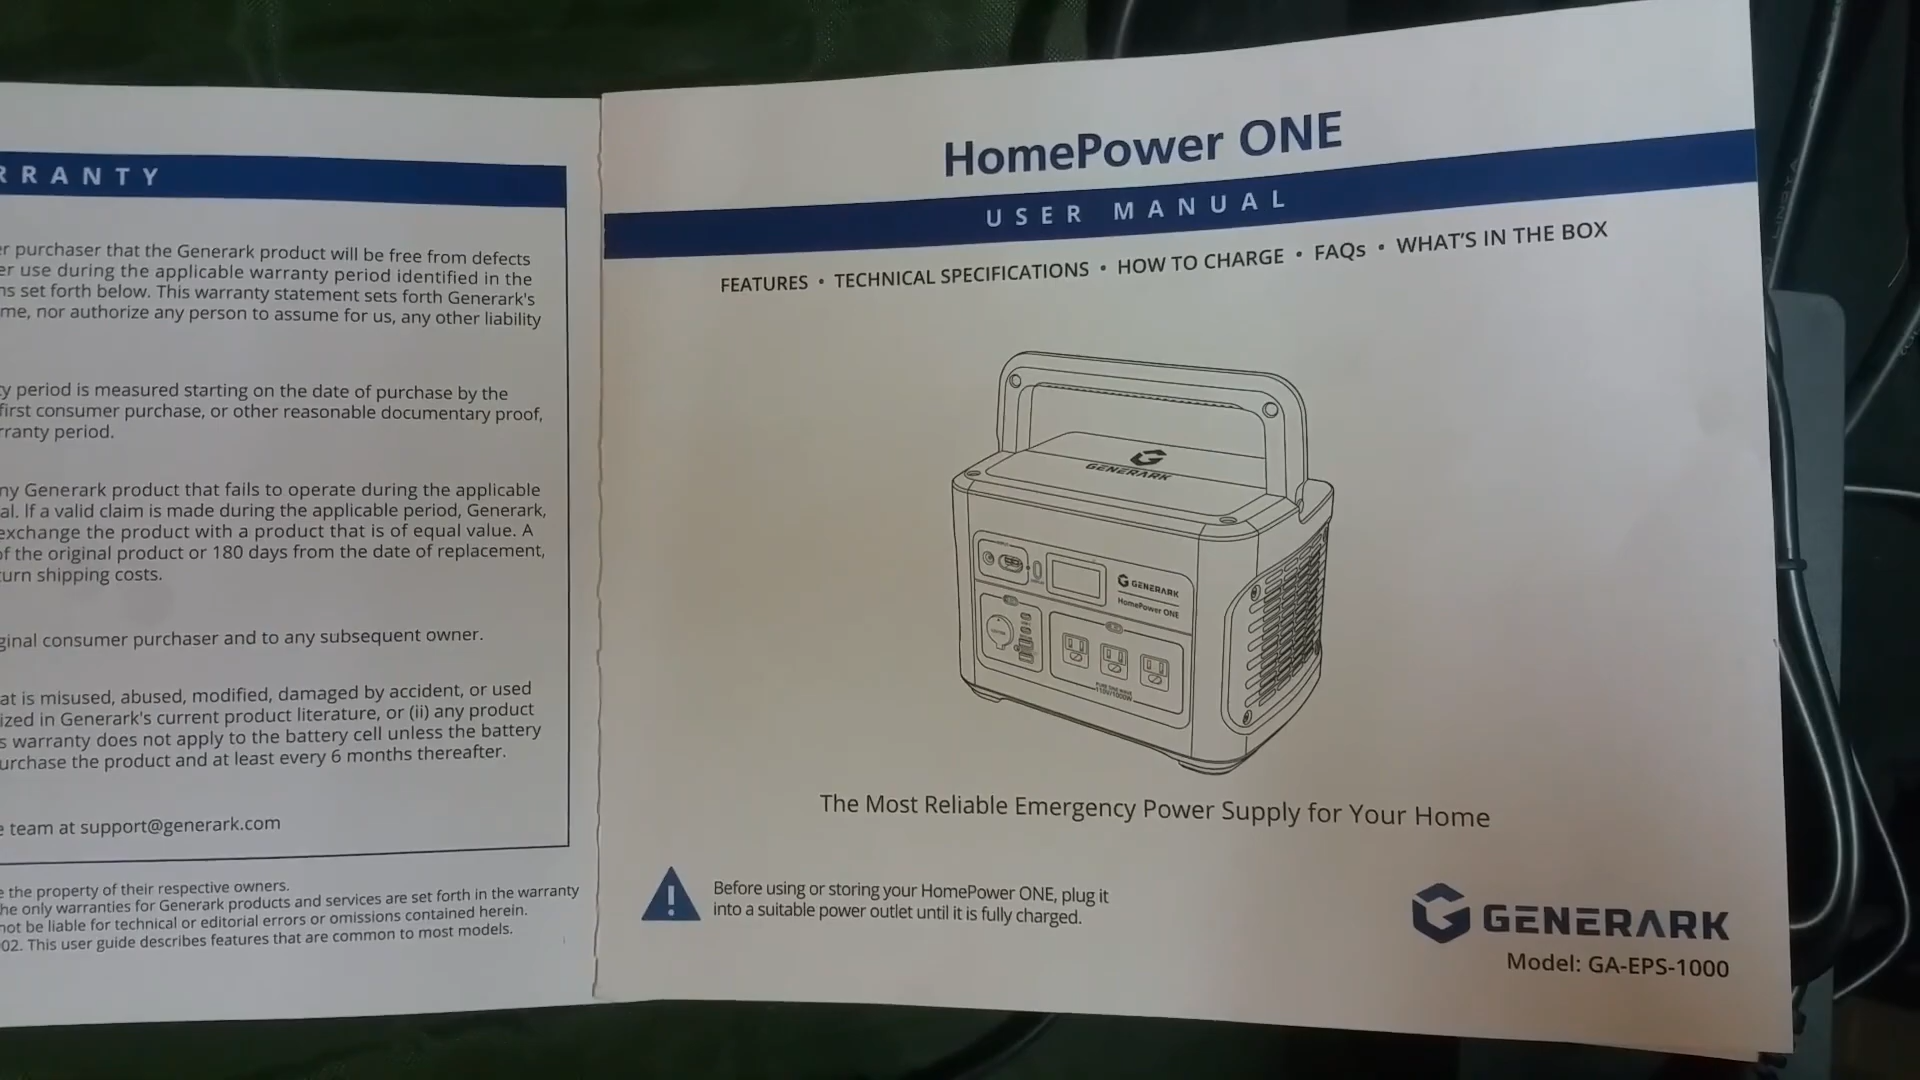 RRANTY
purchaser that the Generark product will be free from defects
use during the applicable warranty period identified in the
set forth below. This warranty statement sets forth Generark's
me, nor authorize any person to assume for us, any other liability
period is measured starting on the date of purchase by the
first consumer purchase, or other reasonable documentary proof,
period.
Generark product that fails to operate during the applicable
If a valid claim is made during the applicable period, Generark,
exchange the product with a product that is of equal value. A
of the original product or 180 days from the date of replacement,
shipping costs.
consumer purchaser and to any subsequent owner.
at is misused, abused, modified, damaged by accident, or used
in Generark's current product literature, or (ii) any product
warranty does not apply to the battery cell unless the battery
the product and at least every 6 months thereafter.
team at support@generark.com
the property of their respective owners.
only warranties for Generark products and services are set forth in the warranty
not be liable for technical or editorial errors or omissions contained herein.
02. This user guide describes features that are common to most models.
HomePower ONE
USER MANUAL
FEATURES • TECHNICAL SPECIFICATIONS • HOW TO CHARGE • FAQs • WHAT'S IN THE BOX
GENERARK
GENERARK
HomePower ONE
PURE SINE WAVE
110V/1000W
The Most Reliable Emergency Power Supply for Your Home
Before using or storing your HomePower ONE, plug it
into a suitable power outlet until it is fully charged.
GENERARK
Model: GA-EPS-1000